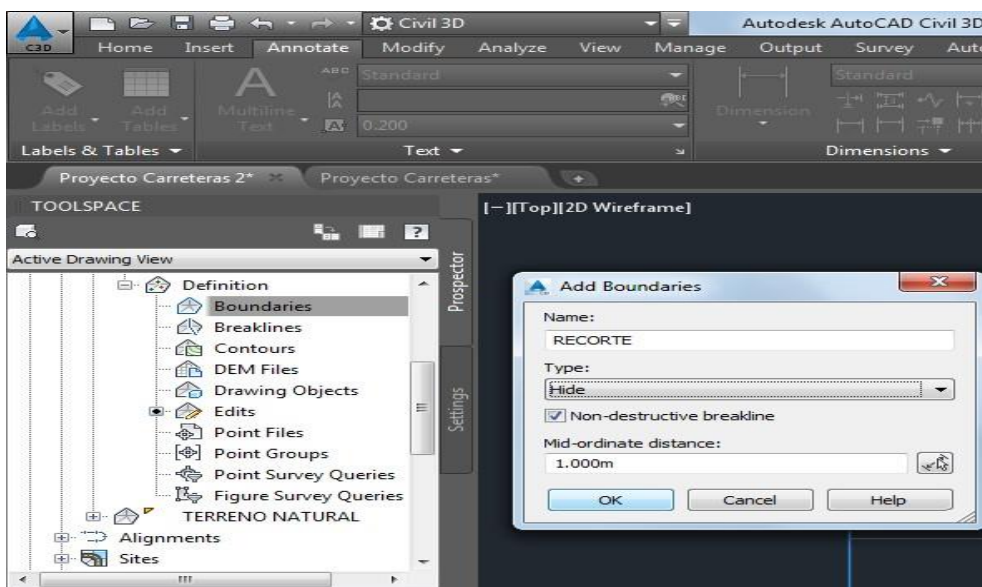 Civil 3D
Autodesk AutoCAD Civil 3D
C3D
Home Insert Annotate Modify Analyze View Manage Output Survey Auto
Add Labels
Add Tables
Multiline Text
ABC
Standard
0.200
Dimension
Standard
Labels & Tables
Text
Dimensions
Proyecto Carreteras 2*
Proyecto Carreteras*
TOOLSPACE
Active Drawing View
Definition
Boundaries
Breaklines
Contours
DEM Files
Drawing Objects
Edits
Point Files
Point Groups
Point Survey Queries
Figure Survey Queries
TERRENO NATURAL
Alignments
Sites
Prospector
Settings
[−][Top][2D Wireframe]
Add Boundaries
Name:
RECORTE
Type:
Hide
Non-destructive breakline
Mid-ordinate distance:
1.000m
OK
Cancel
Help